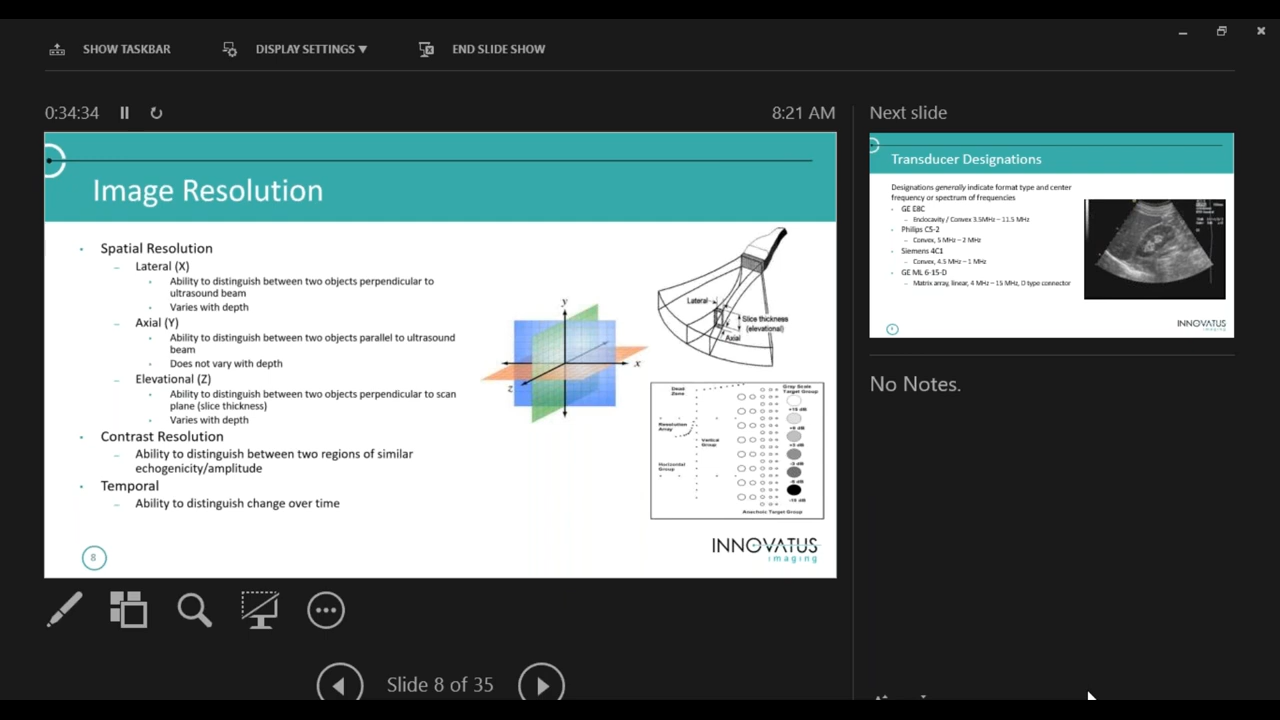 SHOW TASKBAR
DISPLAY SETTINGS ▼
END SLIDE SHOW
0:34:34
8:21 AM
Image Resolution
• Spatial Resolution
– Lateral (X)
• Ability to distinguish between two objects perpendicular to
ultrasound beam
• Varies with depth
– Axial (Y)
• Ability to distinguish between two objects parallel to ultrasound
beam
• Does not vary with depth
– Elevational (Z)
• Ability to distinguish between two objects perpendicular to scan
plane (slice thickness)
• Varies with depth
• Contrast Resolution
– Ability to distinguish between two regions of similar
echogenicity/amplitude
• Temporal
– Ability to distinguish change over time
y
x
z
Lateral
Slice thickness
(elevational)
Axial
Dead
Zone
Gray Scale
Target Group
Resolution
Array
Vertical
Group
Horizontal
Group
Anechoic Target Group
8
INNOVATUS
imaging
Next slide
Transducer Designations
Designations generally indicate format type and center
frequency or spectrum of frequencies
• GE E8C
– Endocavity / Convex 3.5MHz – 11.5 MHz
• Philips C5-2
– Convex, 5 MHz – 2 MHz
• Siemens 4C1
– Convex, 4.5 MHz – 1 MHz
• GE ML 6-15-D
– Matrix array, linear, 4 MHz – 15 MHz, D type connector
INNOVATUS
imaging
No Notes.
Slide 8 of 35